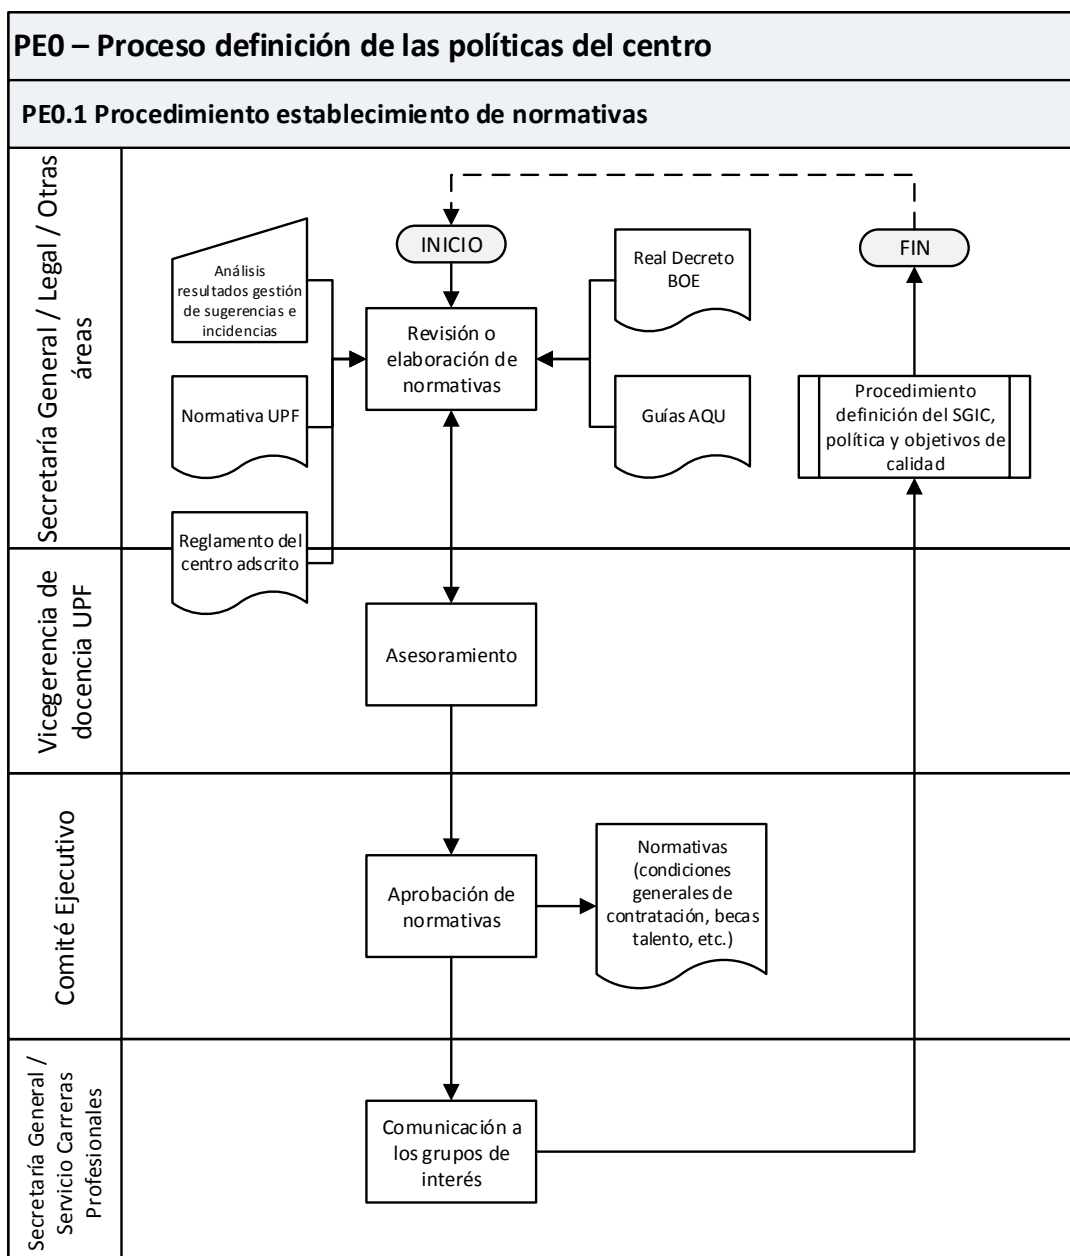 PE0 – Proceso definición de las políticas del centro
PE0.1 Procedimiento establecimiento de normativas
Secretaría General / Legal / Otras
áreas
INICIO
FIN
Análisis
resultados gestión
de sugerencias e
incidencias
Real Decreto
BOE
Revisión o
elaboración de
normativas
Normativa UPF
Guías AQU
Procedimiento
definición del SGIC,
política y objetivos de
calidad
Reglamento del
centro adscrito
Vicegerencia de
docencia UPF
Asesoramiento
Comité Ejecutivo
Aprobación de
normativas
Normativas
(condiciones
generales de
contratación, becas
talento, etc.)
Secretaría General /
Servicio Carreras
Profesionales
Comunicación a
los grupos de
interés